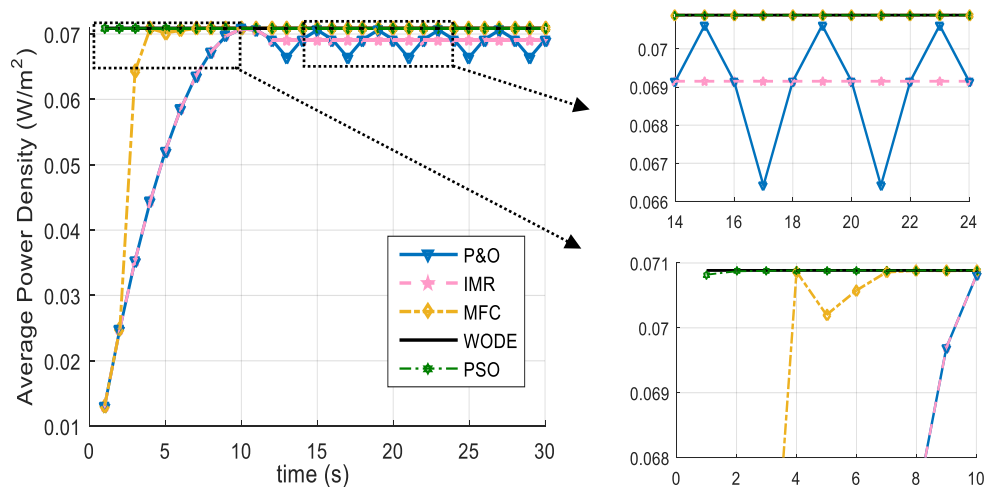 Average Power Density (W/m²)
0.07
0.06
0.05
0.04
0.03
0.02
0.01
0 5 10 15 20 25 30
time (s)
P&O
IMR
MFC
WODE
PSO
0.07
0.069
0.068
0.067
0.066
14 16 18 20 22 24
0.071
0.07
0.069
0.068
0 2 4 6 8 10